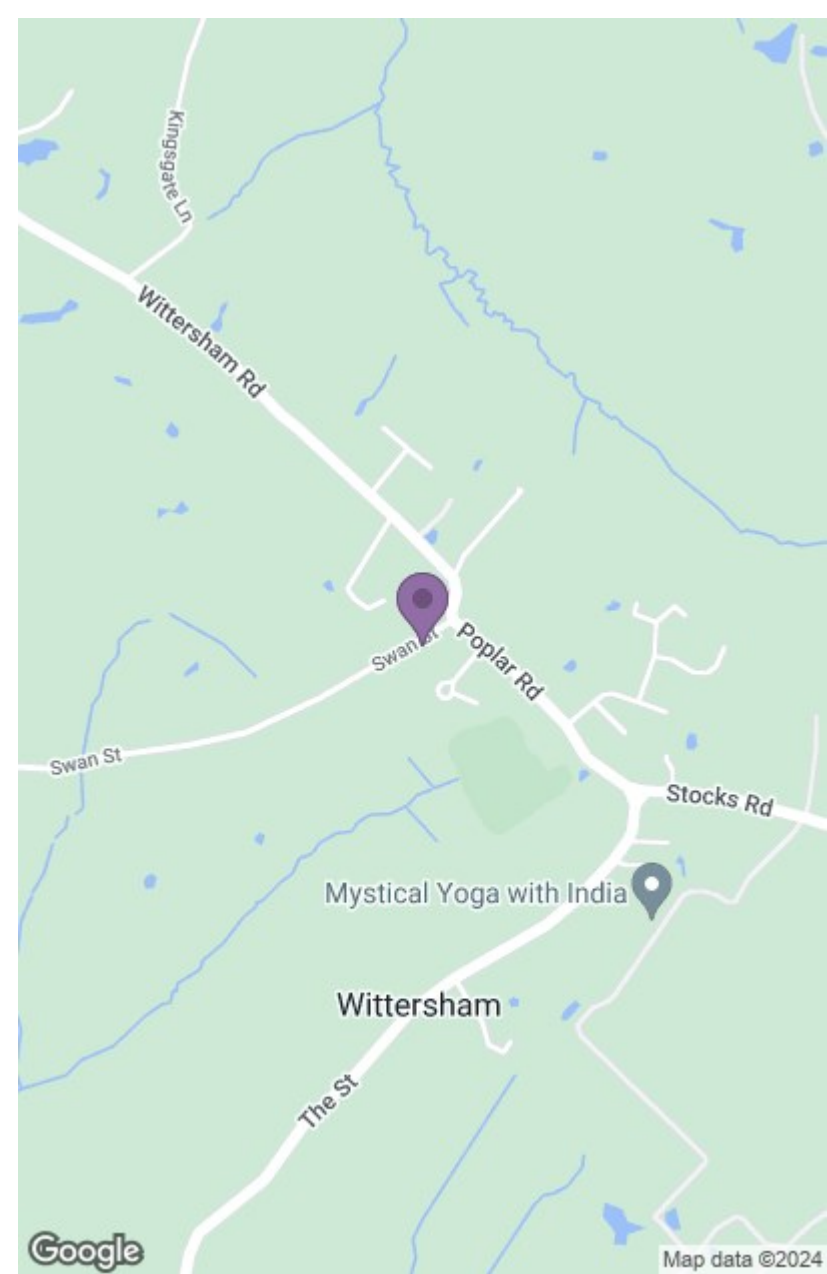 Kingsgate Ln
Wittersham Rd
Swan St
Poplar Rd
Swan St
Stocks Rd
Mystical Yoga with India
Wittersham
The St
Google
Map data ©2024